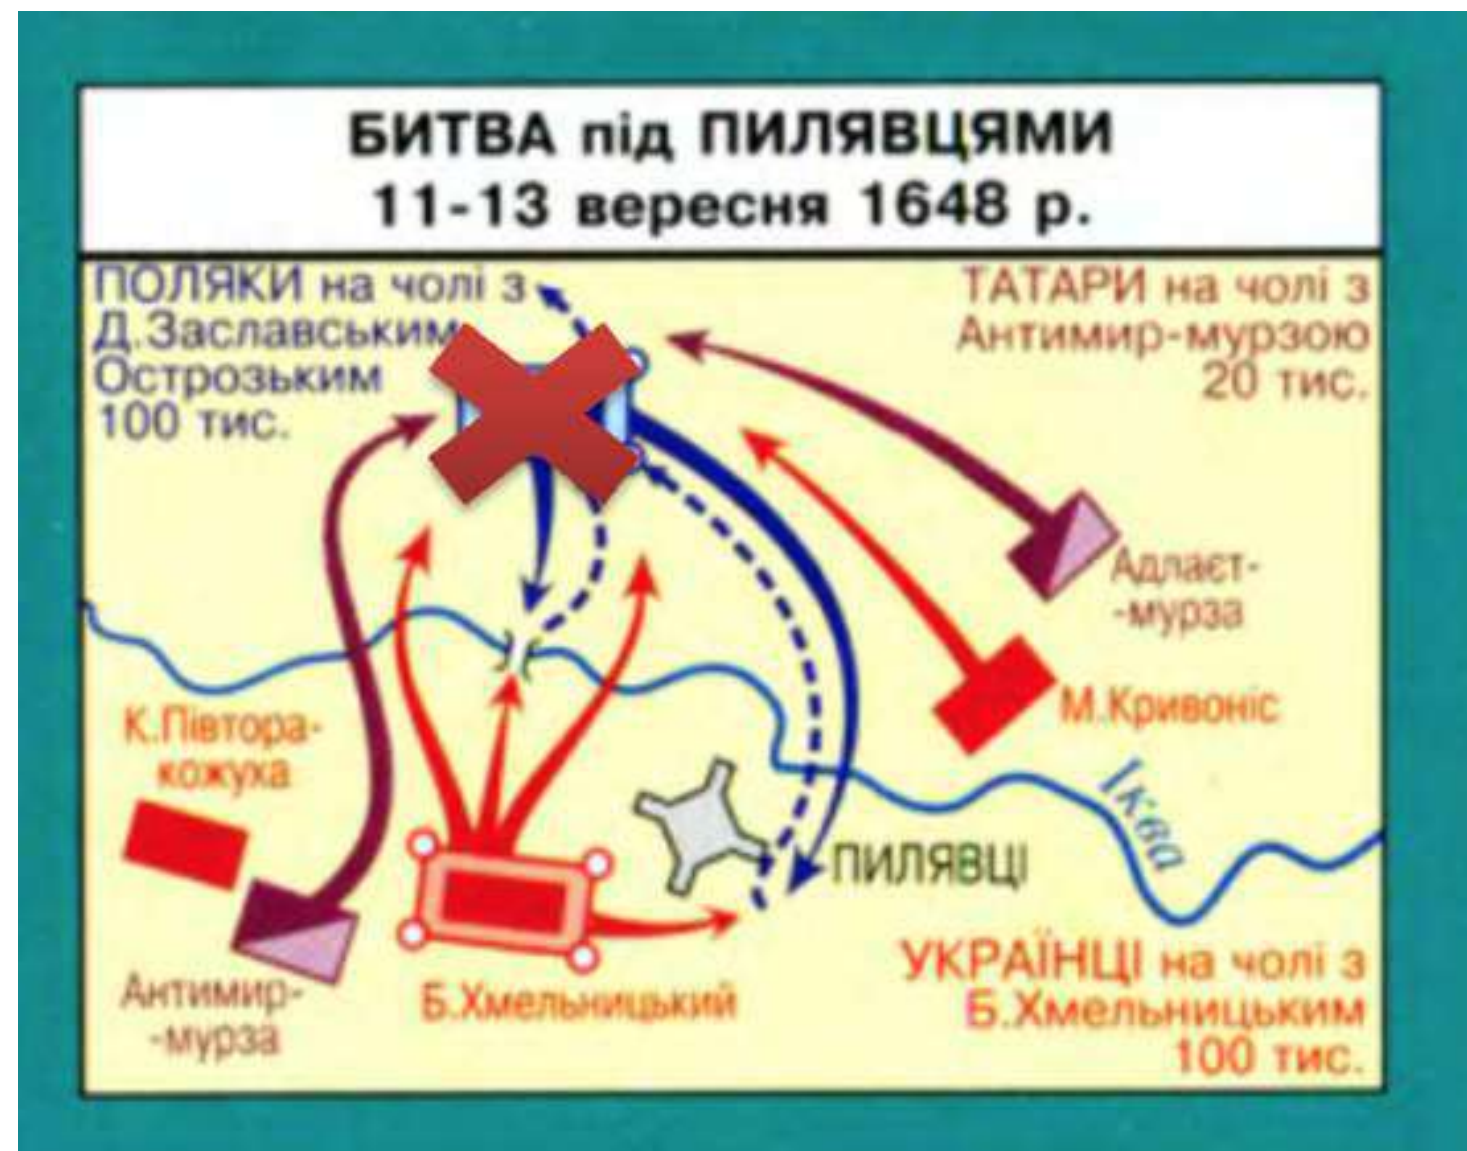 БИТВА під ПИЛЯВЦЯМИ
11-13 вересня 1648 р.
ПОЛЯКИ на чолі з
Д.Заславським
Острозьким
100 тис.
ТАТАРИ на чолі з
Антимир-мурзою
20 тис.
Адлаєт-
-мурза
М.Кривоніс
К.Півтора-
кожуха
Іква
ПИЛЯВЦІ
Антимир-
-мурза
Б.Хмельницький
УКРАЇНЦІ на чолі з
Б.Хмельницьким
100 тис.